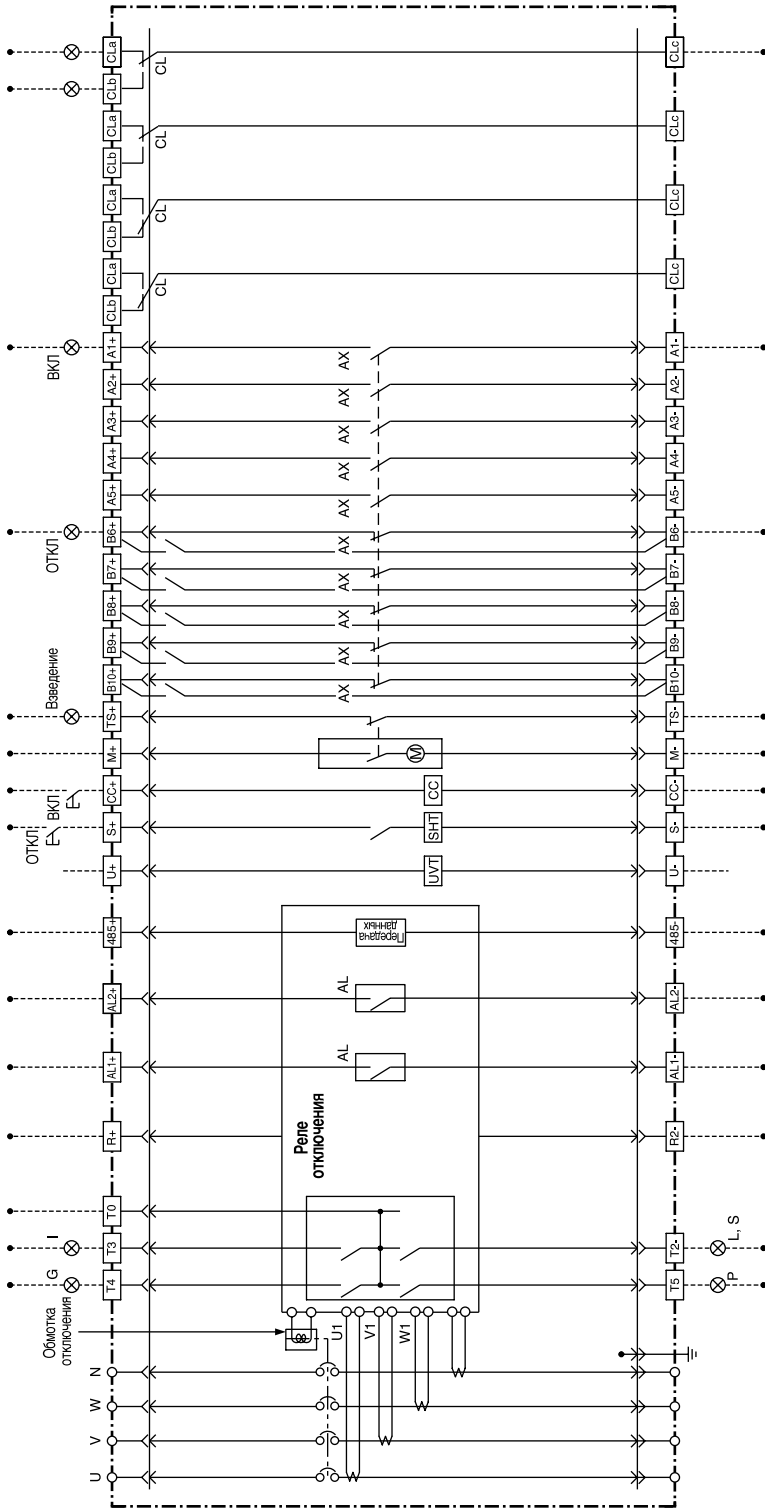 Обмотка
отключения
G
I
ОТКЛ
ВКЛ
Взведение
ОТКЛ
ВКЛ
U
V
W
N
T4
T3
T0
R+
AL1+
AL2+
485+
U+
S+
CC+
M+
TS+
B10+
B9+
B8+
B7+
B6+
A5+
A4+
A3+
A2+
A1+
CLb
CLa
CLb
CLa
CLb
CLa
CLb
CLa
CL
CL
CL
CL
Реле
отключения
U1
V1
W1
AL
AL
Передача
данных
UVT
SHT
CC
M
AX
AX
AX
AX
AX
AX
AX
AX
AX
AX
T5
T2-
R2-
AL1-
AL2-
485-
U-
S-
CC-
M-
TS-
B10-
B9-
B8-
B7-
B6-
A5-
A4-
A3-
A2-
A1-
CLc
CLc
CLc
CLc
P
L, S